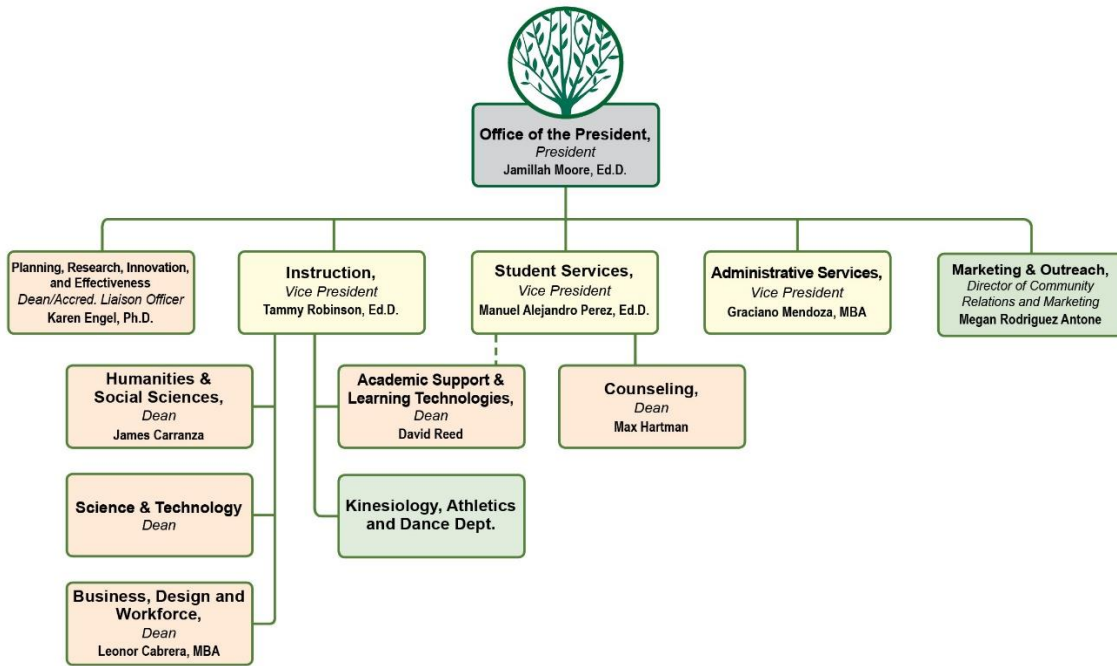 Office of the President,
President
Jamillah Moore, Ed.D.
Planning, Research, Innovation,
and Effectiveness
Dean/Accred. Liaison Officer
Karen Engel, Ph.D.
Instruction,
Vice President
Tammy Robinson, Ed.D.
Student Services,
Vice President
Manuel Alejandro Perez, Ed.D.
Administrative Services,
Vice President
Graciano Mendoza, MBA
Marketing & Outreach,
Director of Community
Relations and Marketing
Megan Rodriguez Antone
Humanities &
Social Sciences,
Dean
James Carranza
Academic Support &
Learning Technologies,
Dean
David Reed
Counseling,
Dean
Max Hartman
Science & Technology
Dean
Kinesiology, Athletics
and Dance Dept.
Business, Design and
Workforce,
Dean
Leonor Cabrera, MBA